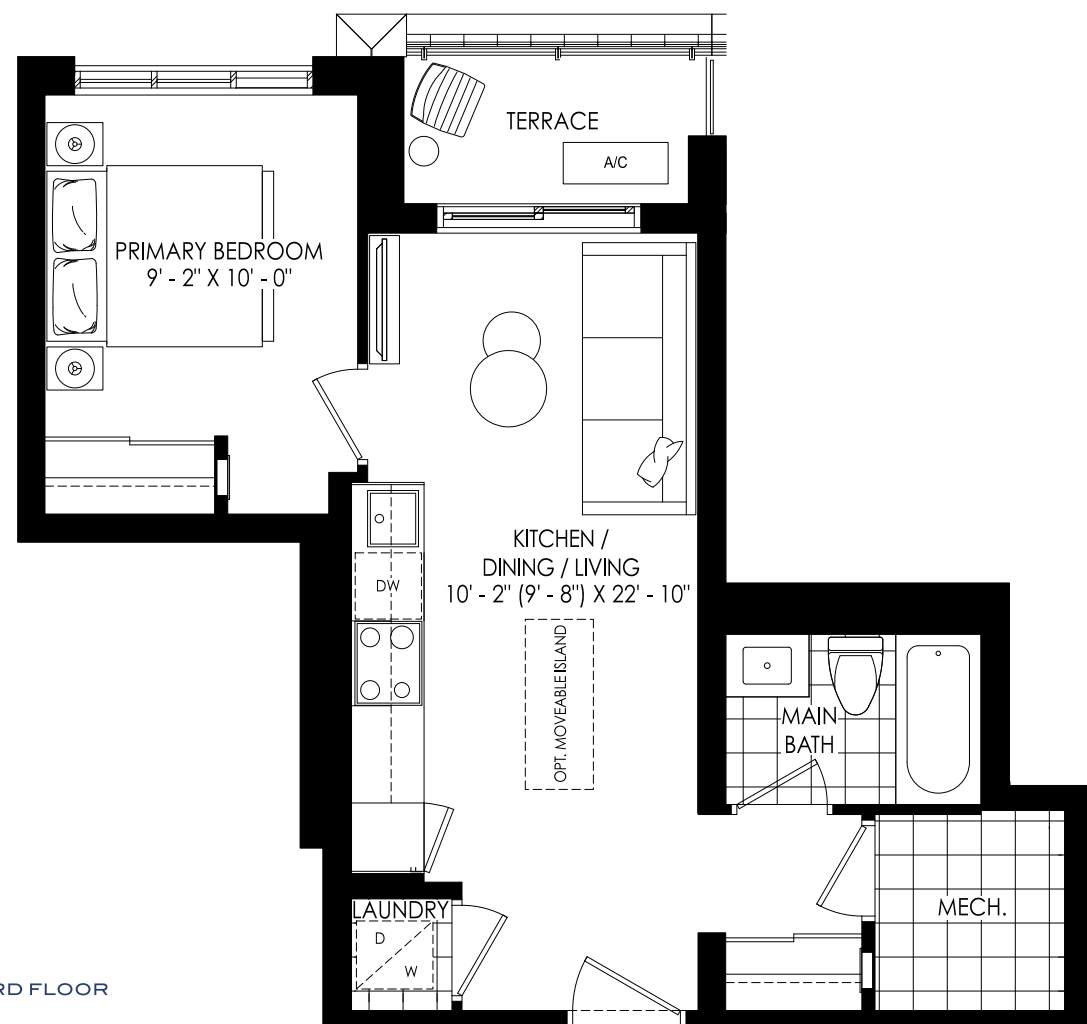 TERRACE
A/C
PRIMARY BEDROOM
9' - 2" X 10' - 0"
KITCHEN /
DINING / LIVING
10' - 2" (9' - 8") X 22' - 10"
DW
OPT. MOVEABLE ISLAND
MAIN
BATH
LAUNDRY
D
W
MECH.
RD FLOOR